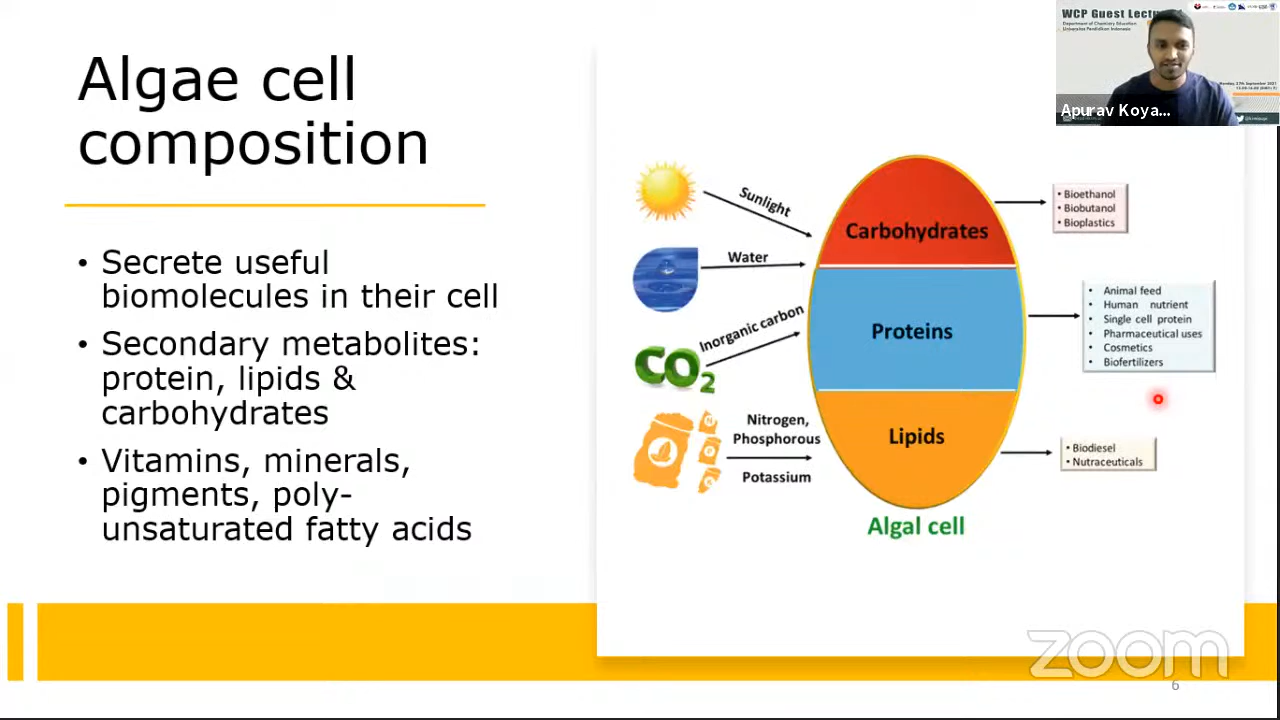 Algae cell
composition
• Secrete useful
biomolecules in their cell
• Secondary metabolites:
protein, lipids &
carbohydrates
• Vitamins, minerals,
pigments, poly-
unsaturated fatty acids
Sunlight
Water
Inorganic carbon
CO2
Nitrogen,
Phosphorous
Potassium
Carbohydrates
Proteins
Lipids
Algal cell
• Bioethanol
• Biobutanol
• Bioplastics
• Animal feed
• Human nutrient
• Single cell protein
• Pharmaceutical uses
• Cosmetics
• Biofertilizers
• Biodiesel
• Nutraceuticals
WCP Guest Lectu
Department of Chemistry Education
Universitas Pendidikan Indonesia
Apurav Koya...
zoom
6